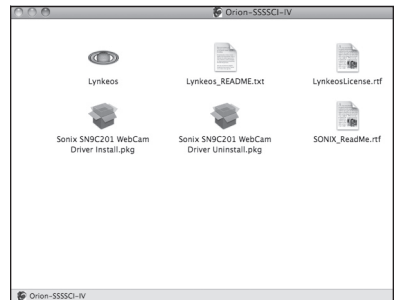 Orion-SSSSCI-IV
Lynkeos
Lynkeos_README.txt
LynkeosLicense.rtf
Sonix SN9C201 WebCam
Driver Install.pkg
Sonix SN9C201 WebCam
Driver Uninstall.pkg
SONIX_ReadMe.rtf
Orion-SSSSCI-IV